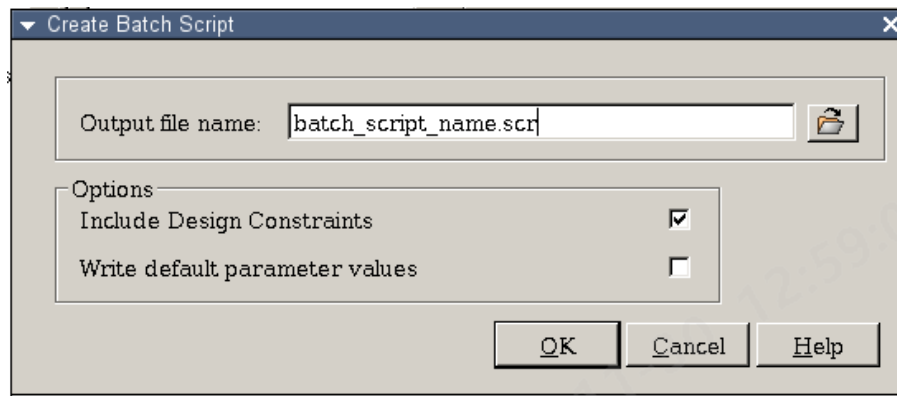 Create Batch Script
Output file name: batch_script_name.scr
Options
Include Design Constraints
Write default parameter values
OK Cancel Help